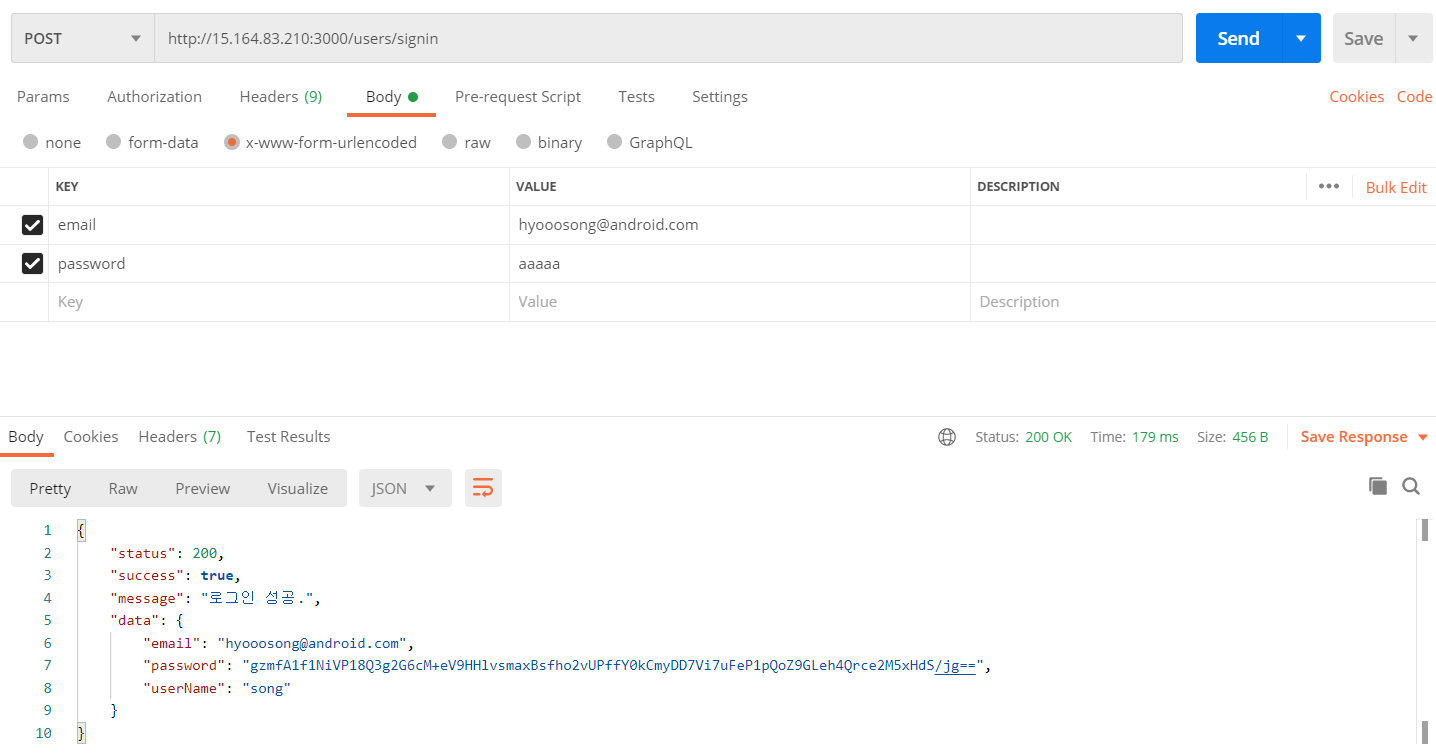 POST http://15.164.83.210:3000/users/signin Send Save
Params Authorization Headers (9) Body Pre-request Script Tests Settings Cookies Code
none form-data x-www-form-urlencoded raw binary GraphQL
KEY VALUE DESCRIPTION ••• Bulk Edit
email hyooosong@android.com
password aaaaa
Key Value Description
Body Cookies Headers (7) Test Results Status: 200 OK Time: 179 ms Size: 456 B Save Response
Pretty Raw Preview Visualize JSON
1 {
2 "status": 200,
3 "success": true,
4 "message": "로그인 성공.",
5 "data": {
6 "email": "hyooosong@android.com",
7 "password": "gzmfA1f1NiVP18Q3g2G6cM+eV9HHlvsmaxBsfho2vUPffY0kCmyDD7Vi7uFeP1pQoZ9GLeh4Qrce2M5xHdS/jg==",
8 "userName": "song"
9 }
10 }